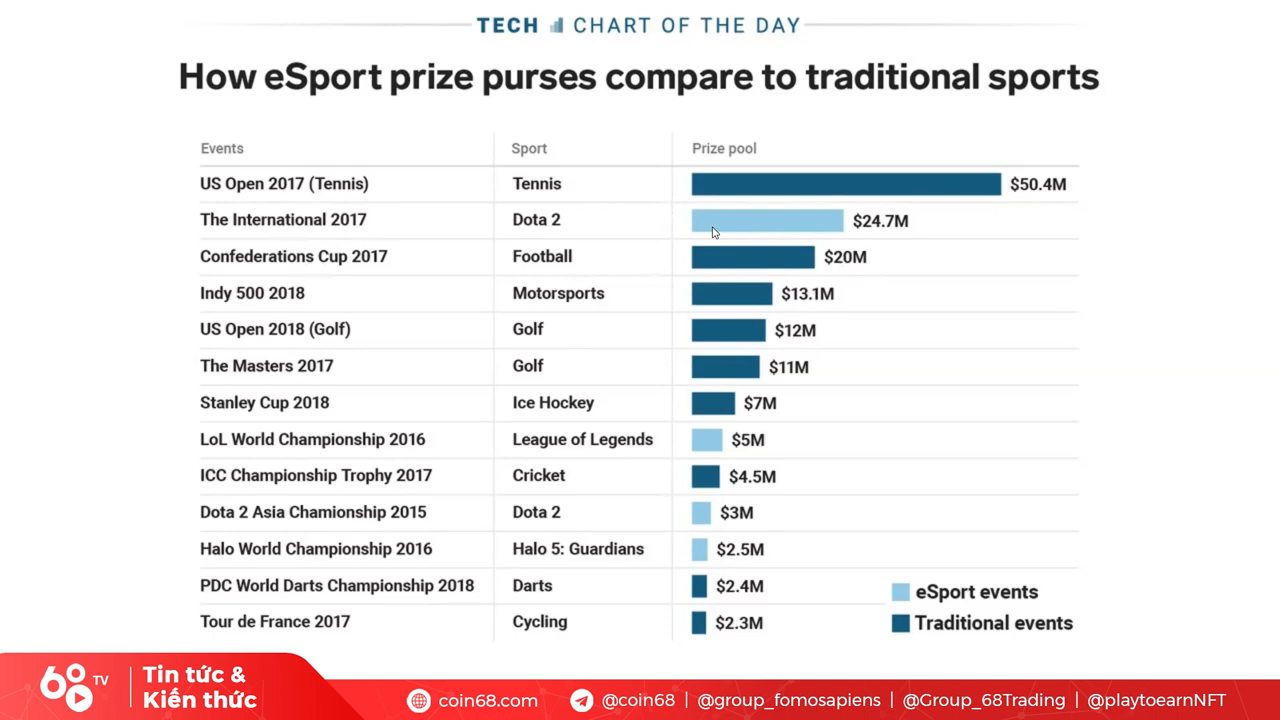 TECH CHART OF THE DAY
How eSport prize purses compare to traditional sports
Events Sport Prize pool
US Open 2017 (Tennis) Tennis $50.4M
The International 2017 Dota 2 $24.7M
Confederations Cup 2017 Football $20M
Indy 500 2018 Motorsports $13.1M
US Open 2018 (Golf) Golf $12M
The Masters 2017 Golf $11M
Stanley Cup 2018 Ice Hockey $7M
LoL World Championship 2016 League of Legends $5M
ICC Championship Trophy 2017 Cricket $4.5M
Dota 2 Asia Chamionship 2015 Dota 2 $3M
Halo World Championship 2016 Halo 5: Guardians $2.5M
PDC World Darts Championship 2018 Darts $2.4M
Tour de France 2017 Cycling $2.3M
eSport events
Traditional events
68 TV
Tin tức &
Kiến thức
coin68.com @coin68 | @group_fomosapiens | @Group_68Trading | @playtoearnNFT